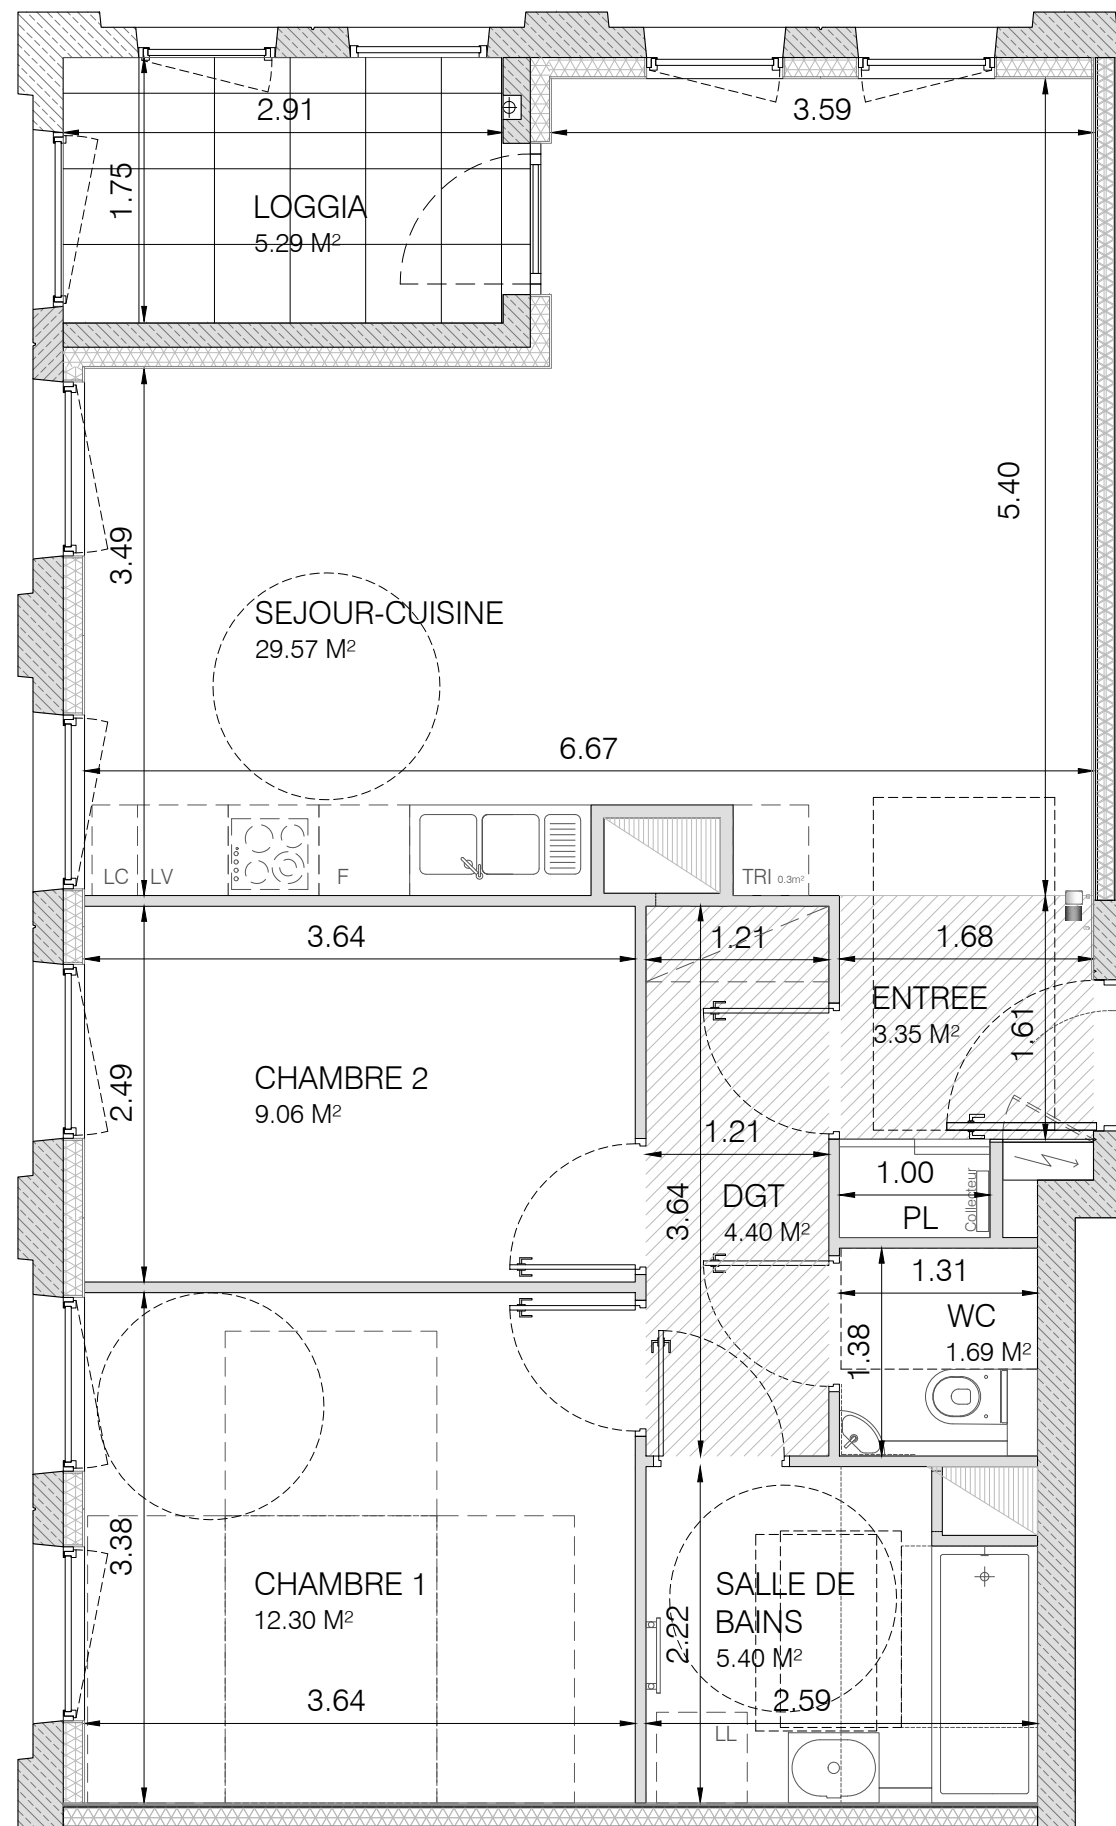 2.91
3.59
1.75
LOGGIA
5.29 M²
5.40
3.49
SEJOUR-CUISINE
29.57 M²
6.67
LC
LV
F
TRI 0.3m²
3.64
1.21
1.68
ENTREE
3.35 M²
1.61
CHAMBRE 2
9.06 M²
2.49
1.21
1.00
PL
Collecteur
DGT
4.40 M²
3.64
1.31
WC
1.69 M²
1.38
3.38
CHAMBRE 1
12.30 M²
SALLE DE
BAINS
5.40 M²
2.22
3.64
2.59
LL